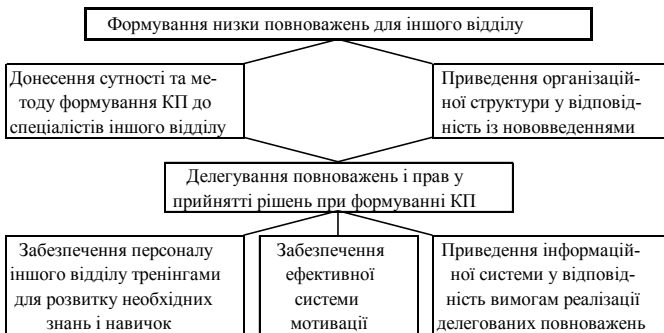 Формування низки повноважень для іншого відділу
Донесення сутності та ме-
тоду формування КП до
спеціалістів іншого відділу
Приведення організацій-
ної структури у відповід-
ність із нововведеннями
Делегування повноважень і прав у
прийнятті рішень при формуванні КП
Забезпечення персоналу
іншого відділу тренінгами
для розвитку необхідних
знань і навичок
Забезпечення
ефективної
системи
мотивації
Приведення інформацій-
ної системи у відповід-
ність вимогам реалізації
делегованих повноважень